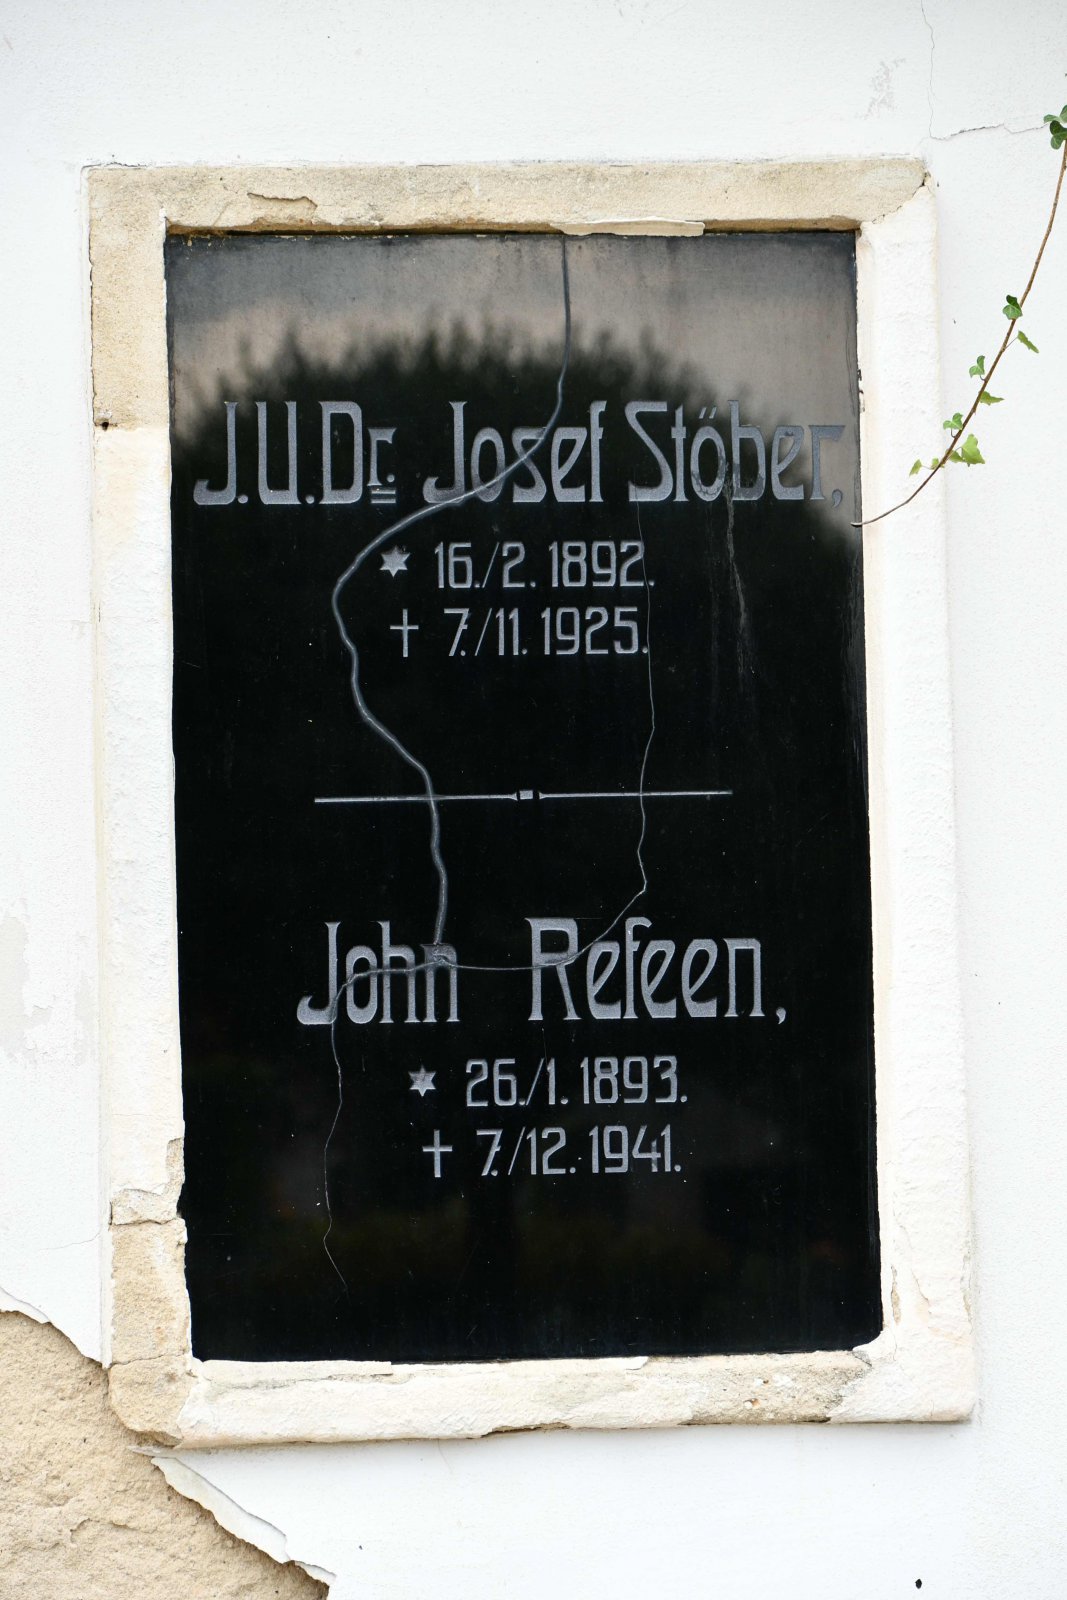 J.U.Dr. Josef Stöber,
* 16./2. 1892.
† 7./11. 1925.
John Refeen,
* 26./1. 1893.
† 7./12. 1941.